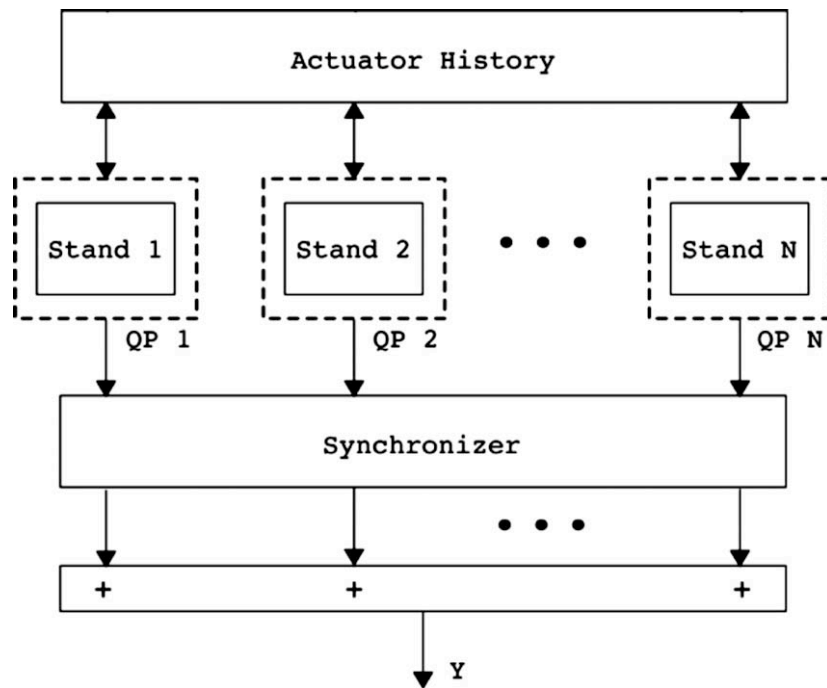 Actuator History
Stand 1
Stand 2
• • •
Stand N
QP 1
QP 2
QP N
Synchronizer
• • •
+ + +
Y